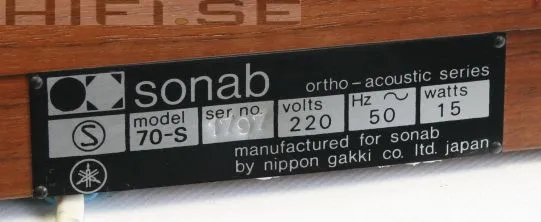 HIFI.SE
sonab
ortho-acoustic series
model 70-S
ser. no. 1797
volts 220
Hz ~ 50
watts 15
S
manufactured for sonab
by nippon gakki co. ltd. japan